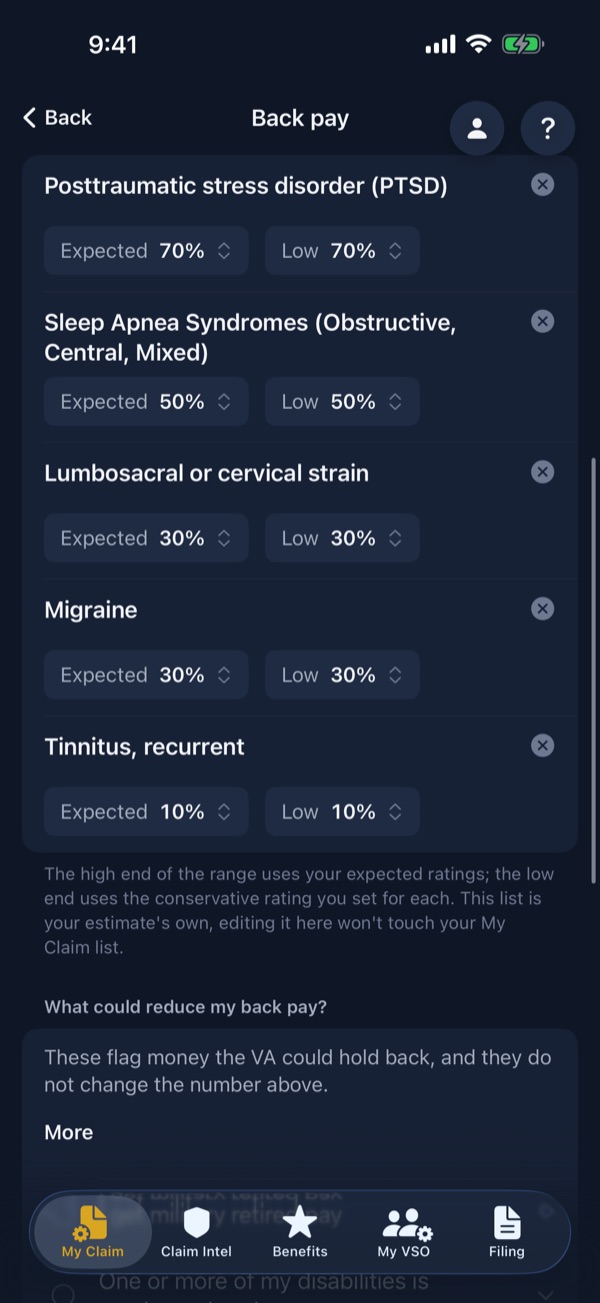 9:41
Back
Back pay
?
Posttraumatic stress disorder (PTSD)
Expected 70%
Low 70%
Sleep Apnea Syndromes (Obstructive,
Central, Mixed)
Expected 50%
Low 50%
Lumbosacral or cervical strain
Expected 30%
Low 30%
Migraine
Expected 30%
Low 30%
Tinnitus, recurrent
Expected 10%
Low 10%
The high end of the range uses your expected ratings; the low
end uses the conservative rating you set for each. This list is
your estimate's own, editing it here won't touch your My
Claim list.
What could reduce my back pay?
These flag money the VA could hold back, and they do
not change the number above.
More
military retired pay
My Claim
Claim Intel
Benefits
My VSO
Filing
One or more of my disabilities is